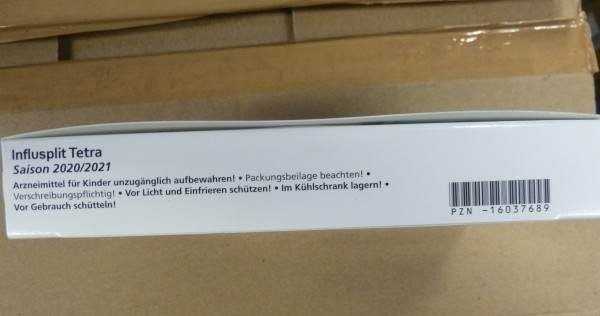 Influsplit Tetra
Saison 2020/2021
Arzneimittel für Kinder unzugänglich aufbewahren! • Packungsbeilage beachten! •
Verschreibungspflichtig! • Vor Licht und Einfrieren schützen! • Im Kühlschrank lagern! •
Vor Gebrauch schütteln!
PZN -16037689